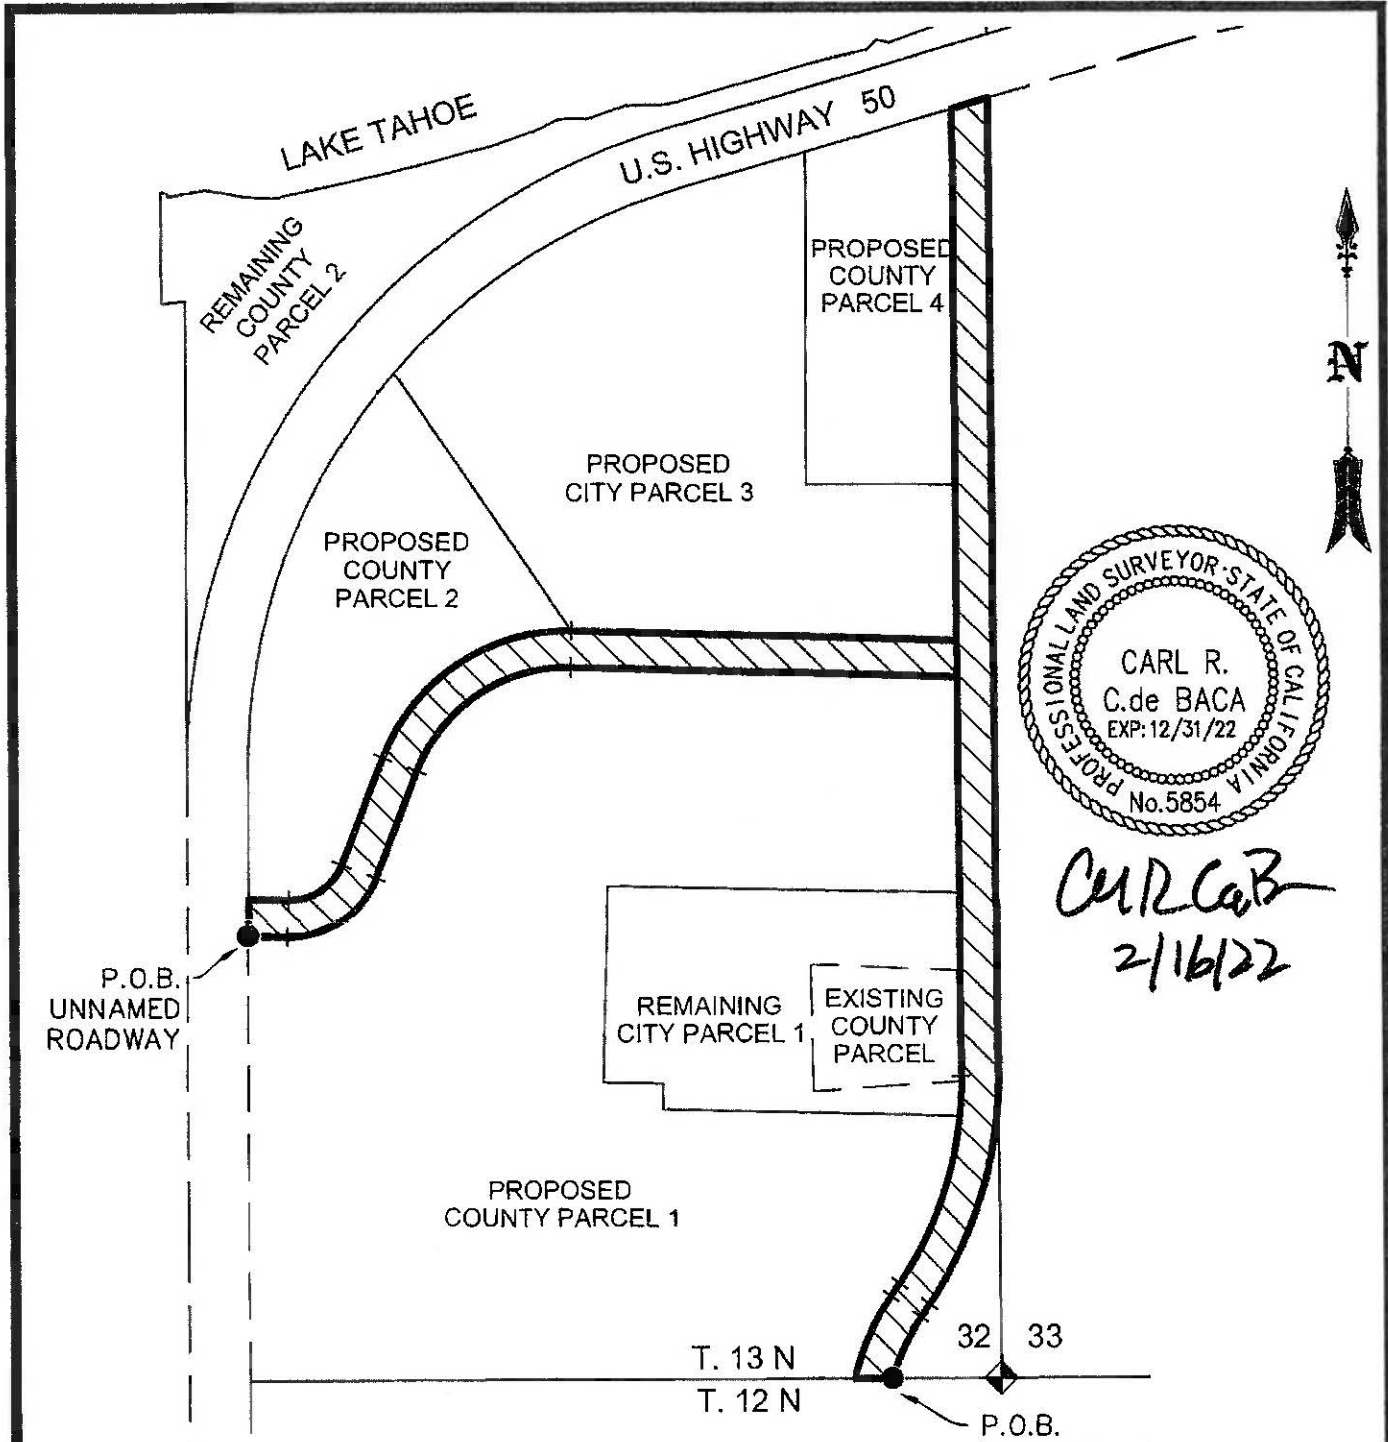 LAKE TAHOE
U.S. HIGHWAY 50
REMAINING
COUNTY
PARCEL 2
PROPOSED
COUNTY
PARCEL 4
N
PROPOSED
CITY PARCEL 3
PROPOSED
COUNTY
PARCEL 2
PROFESSIONAL LAND SURVEYOR·STATE OF CALIFORNIA
CARL R.
C.de BACA
EXP: 12/31/22
No.5854
2/16/22
P.O.B.
UNNAMED
ROADWAY
REMAINING
CITY PARCEL 1
EXISTING
COUNTY
PARCEL
PROPOSED
COUNTY PARCEL 1
32 33
T. 13 N
T. 12 N
P.O.B.